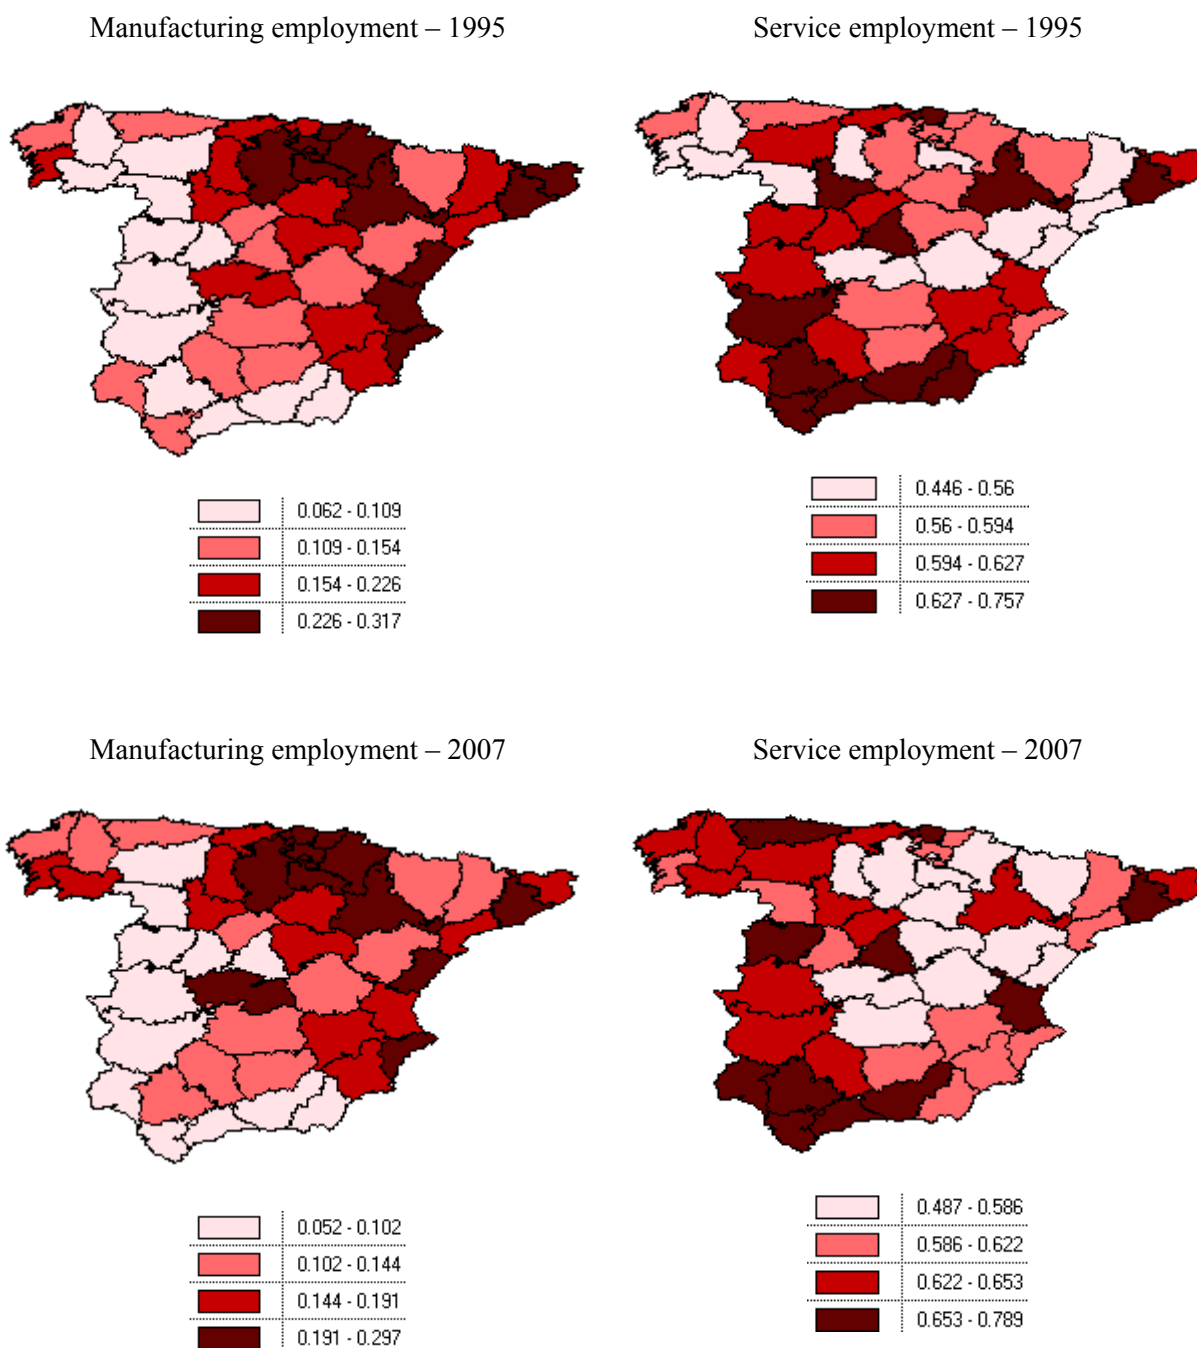 Manufacturing employment – 1995
Service employment – 1995
0.062 - 0.109
0.109 - 0.154
0.154 - 0.226
0.226 - 0.317
0.446 - 0.56
0.56 - 0.594
0.594 - 0.627
0.627 - 0.757
Manufacturing employment – 2007
Service employment – 2007
0.052 - 0.102
0.102 - 0.144
0.144 - 0.191
0.191 - 0.297
0.487 - 0.586
0.586 - 0.622
0.622 - 0.653
0.653 - 0.789